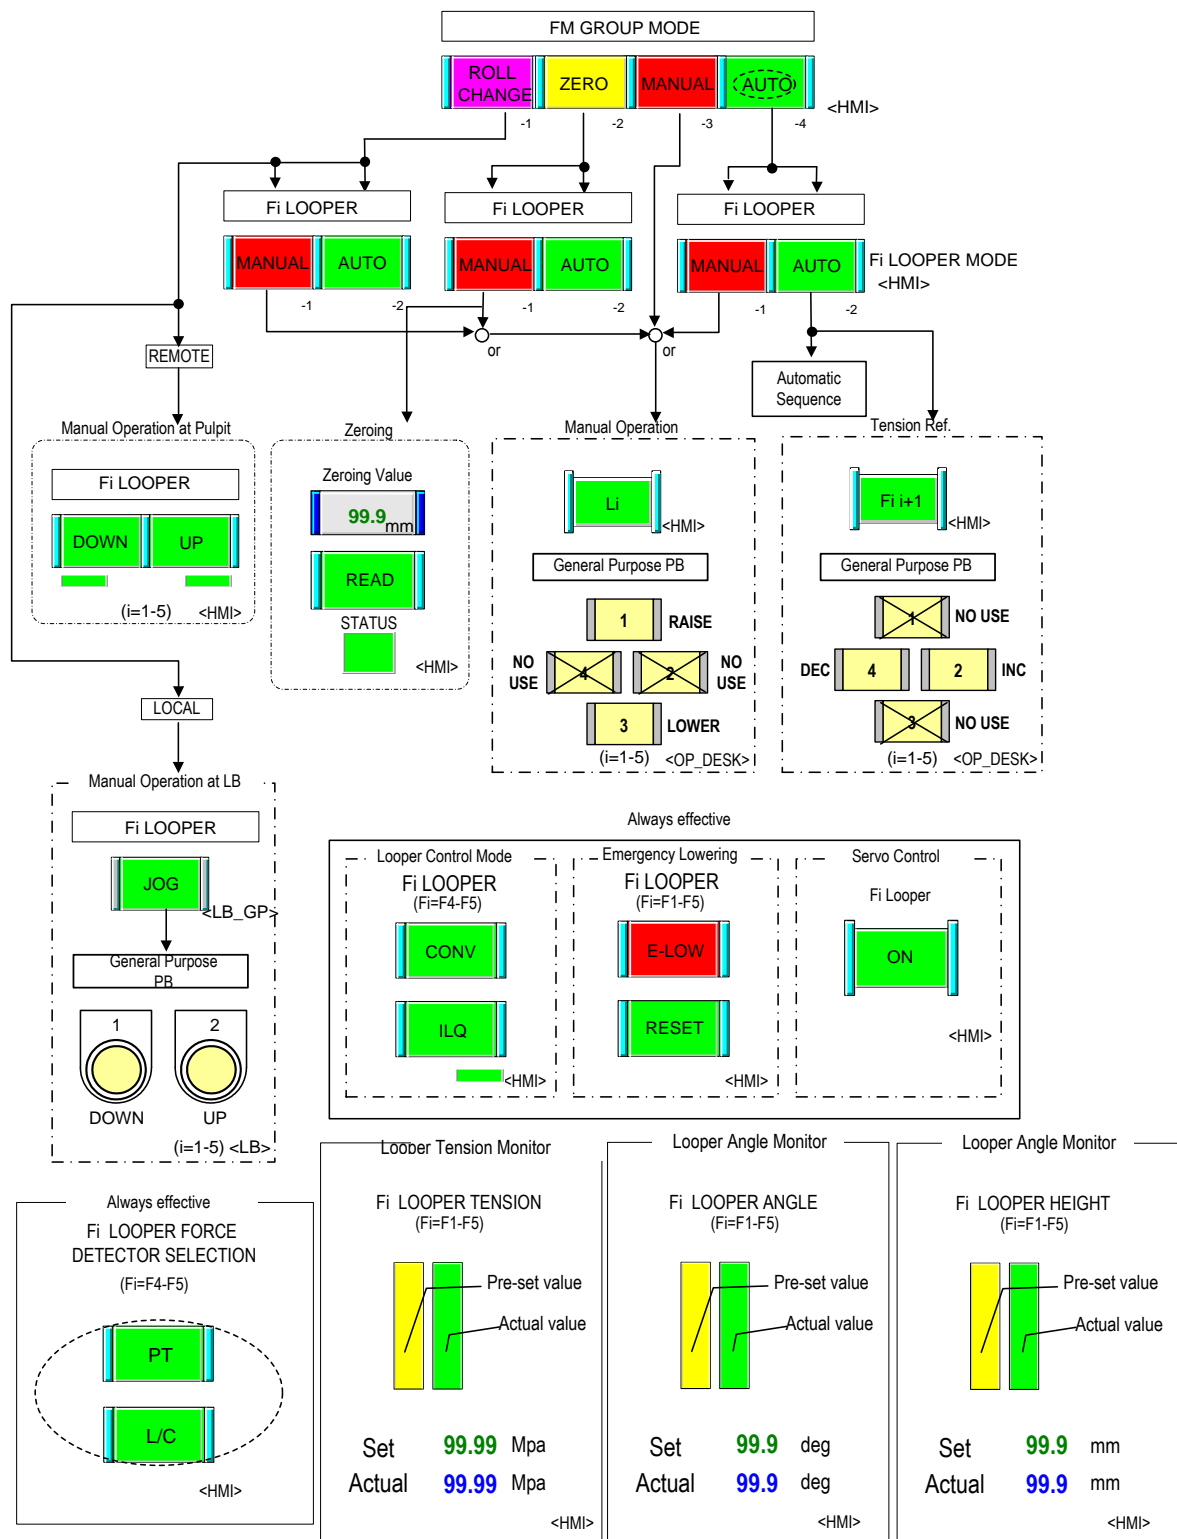 FM GROUP MODE
ROLL
CHANGE
ZERO
MANUAL
AUTO
<HMI>
-1
-2
-3
-4
Fi LOOPER
Fi LOOPER
Fi LOOPER
MANUAL
AUTO
MANUAL
AUTO
MANUAL
AUTO
Fi LOOPER MODE
<HMI>
-1
-2
-1
-2
-1
-2
or
or
REMOTE
Automatic
Sequence
Manual Operation at Pulpit
Fi LOOPER
DOWN
UP
(i=1-5)
<HMI>
Zeroing
Zeroing Value
99.9 mm
READ
STATUS
<HMI>
Manual Operation
Li
<HMI>
General Purpose PB
1
RAISE
NO
USE
4
2
NO
USE
3
LOWER
(i=1-5)
<OP_DESK>
Tension Ref.
Fi i+1
<HMI>
General Purpose PB
1
NO USE
DEC
4
2
INC
3
NO USE
(i=1-5)
<OP_DESK>
LOCAL
Manual Operation at LB
Fi LOOPER
JOG
<LB_GP>
General Purpose
PB
1
2
DOWN
UP
(i=1-5) <LB>
Always effective
Looper Control Mode
Fi LOOPER
(Fi=F4-F5)
CONV
ILQ
<HMI>
Emergency Lowering
Fi LOOPER
(Fi=F1-F5)
E-LOW
RESET
<HMI>
Servo Control
Fi Looper
ON
<HMI>
Always effective
Fi LOOPER FORCE
DETECTOR SELECTION
(Fi=F4-F5)
PT
L/C
<HMI>
Looper Tension Monitor
Fi LOOPER TENSION
(Fi=F1-F5)
Pre-set value
Actual value
Set 99.99 Mpa
Actual 99.99 Mpa
<HMI>
Looper Angle Monitor
Fi LOOPER ANGLE
(Fi=F1-F5)
Pre-set value
Actual value
Set 99.9 deg
Actual 99.9 deg
<HMI>
Looper Angle Monitor
Fi LOOPER HEIGHT
(Fi=F1-F5)
Pre-set value
Actual value
Set 99.9 mm
Actual 99.9 mm
<HMI>